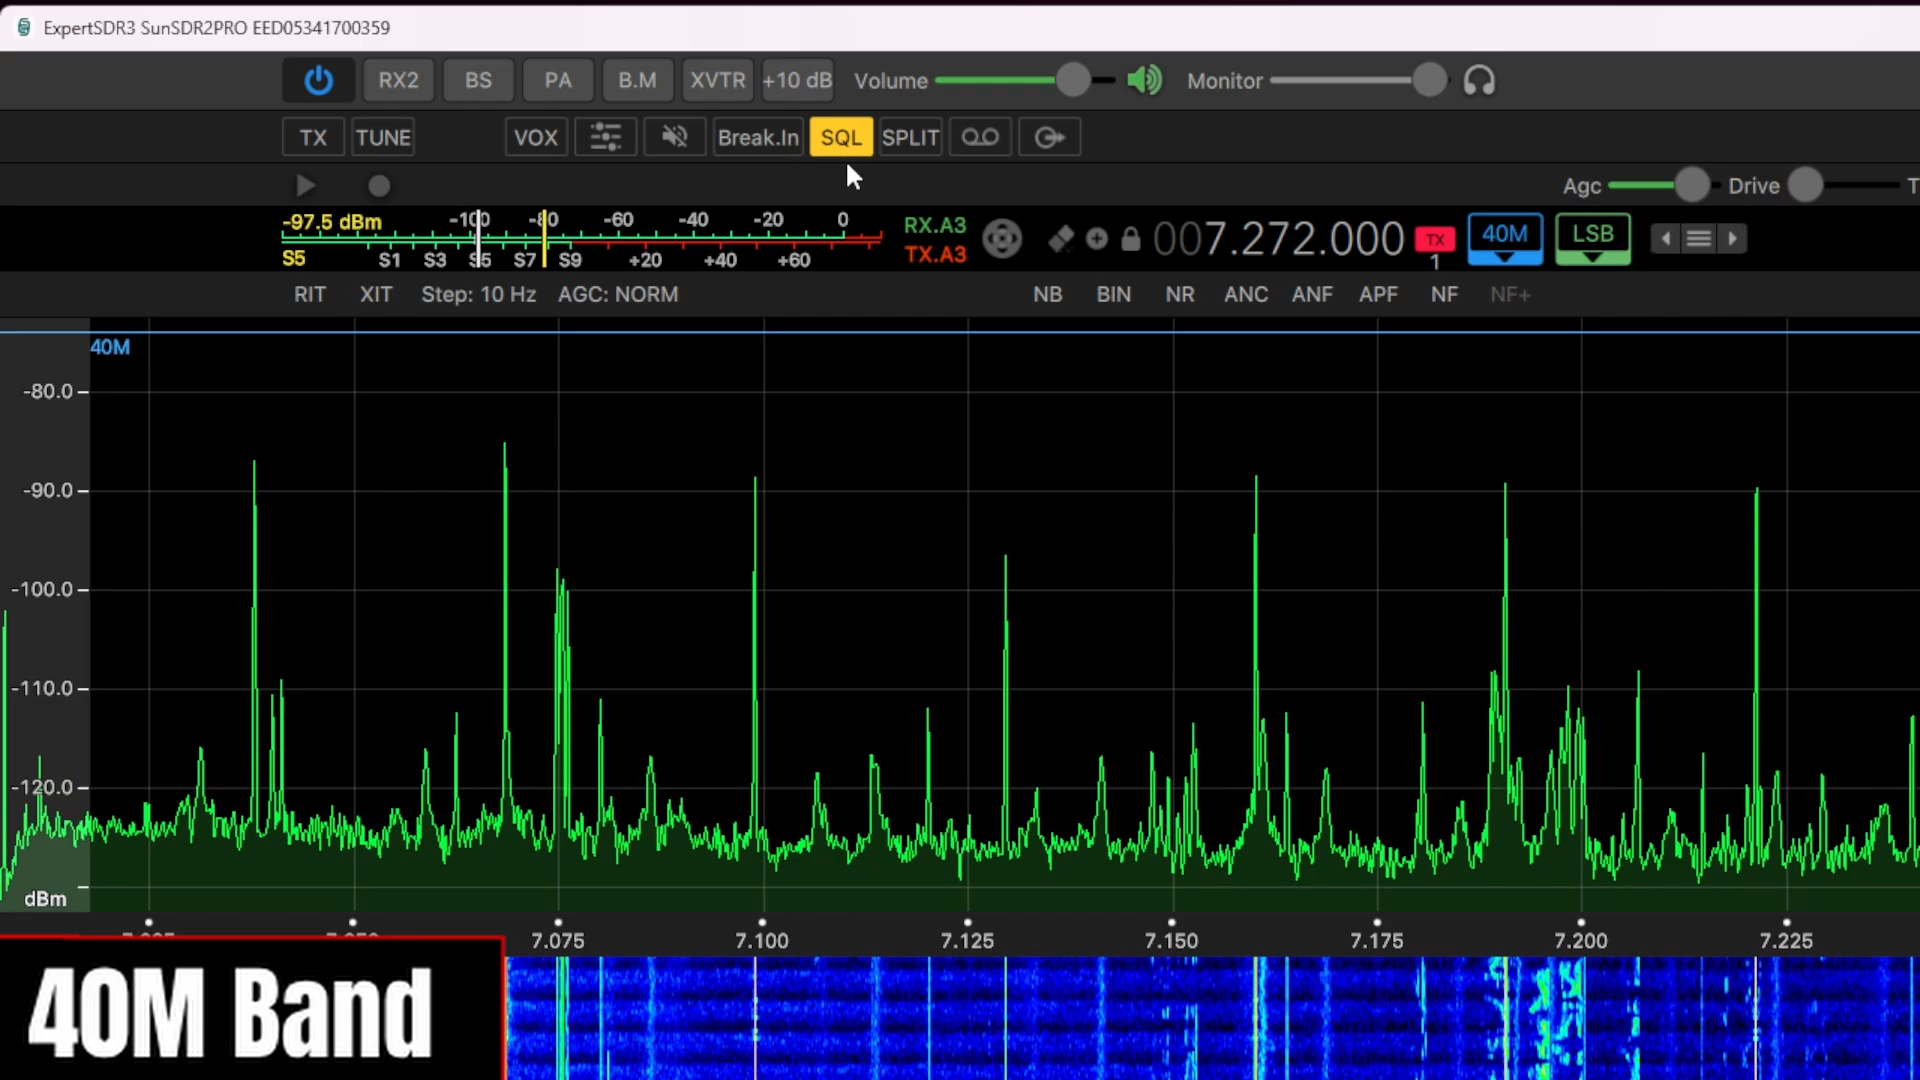 ExpertSDR3 SunSDR2PRO EED05341700359
RX2 BS PA B.M XVTR +10 dB Volume Monitor
TX TUNE VOX Break.In SQL SPLIT
Agc Drive T
-97.5 dBm -100 -80 -60 -40 -20 0 RX.A3
007.272.000 TX 1 40M LSB
S5 S1 S3 S5 S7 S9 +20 +40 +60 TX.A3
RIT XIT Step: 10 Hz AGC: NORM NB BIN NR ANC ANF APF NF NF+
40M
-80.0
-90.0
-100.0
-110.0
-120.0
dBm
7.075 7.100 7.125 7.150 7.175 7.200 7.225
40M Band